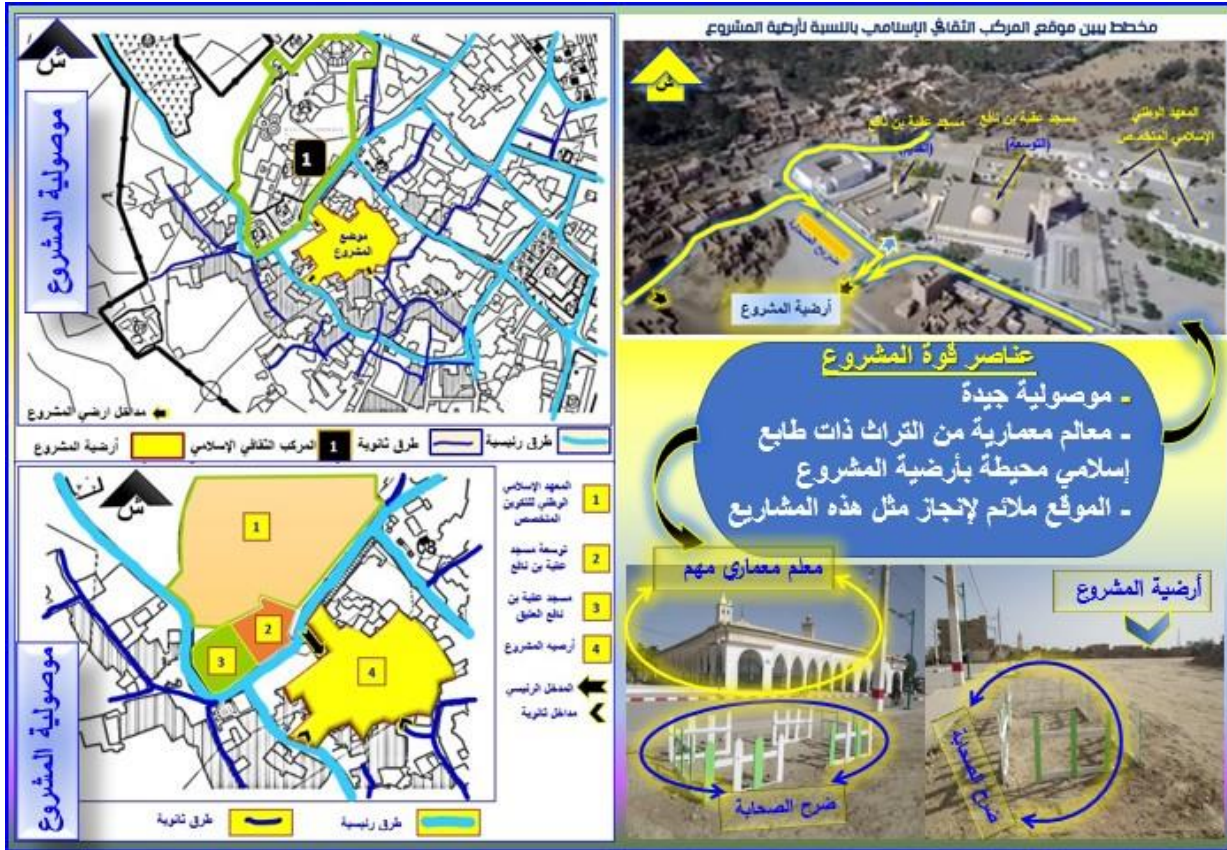 مخطط يبين موقع المركب الثقافي الإسلامي بالنسبة لأرضية المشروع
ش
المعهد الوطني
الإسلامي المتخصص
مسجد عقبة بن نافع
(التوسعة)
مسجد عقبة بن نافع
أرضية المشروع
عناصر قوة المشروع
- موصولية جيدة
- معالم معمارية من التراث ذات طابع
إسلامي محيطة بأرضية المشروع
- الموقع ملائم لإنجاز مثل هذه المشاريع
معلم معماري مهم
أرضية المشروع
ضرح الصحابة
ضرح الصحابة
ش
موصولية المشروع
1
موضع
المشروع
مداخل ارضي المشروع
طرق رئيسية
طرق ثانوية
1
المركب الثقافي الإسلامي
أرضية المشروع
ش
موصولية المشروع
1
2
3
4
1
المعهد الإسلامي
الوطني للتكوين
المتخصص
2
توسعة مسجد
عقبة بن نافع
3
مسجد عقبة بن
نافع العتيق
4
أرضيه المشروع
المدخل الرئيسي
مداخل ثانوية
طرق رئيسية
طرق ثانوية